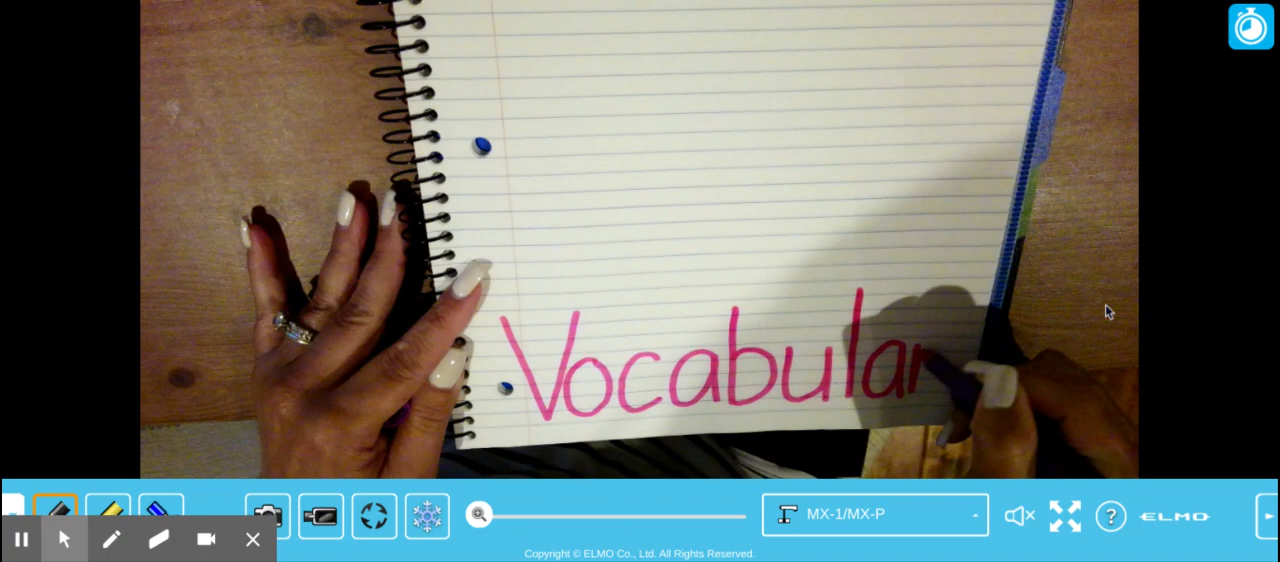 Vocabular
MX-1/MX-P
?
ELMO
Copyright © ELMO Co., Ltd. All Rights Reserved.